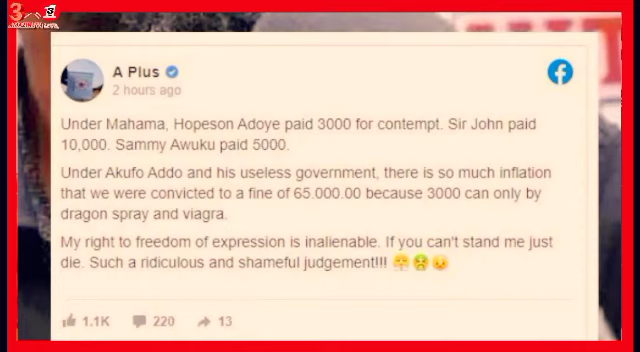 A Plus
2 hours ago
Under Mahama, Hopeson Adoye paid 3000 for contempt. Sir John paid
10,000. Sammy Awuku paid 5000.
Under Akufo Addo and his useless government, there is so much inflation
that we were convicted to a fine of 65.000.00 because 3000 can only by
dragon spray and viagra.
My right to freedom of expression is inalienable. If you can't stand me just
die. Such a ridiculous and shameful judgement!!! 😤🤮😖
1.1K 220 13